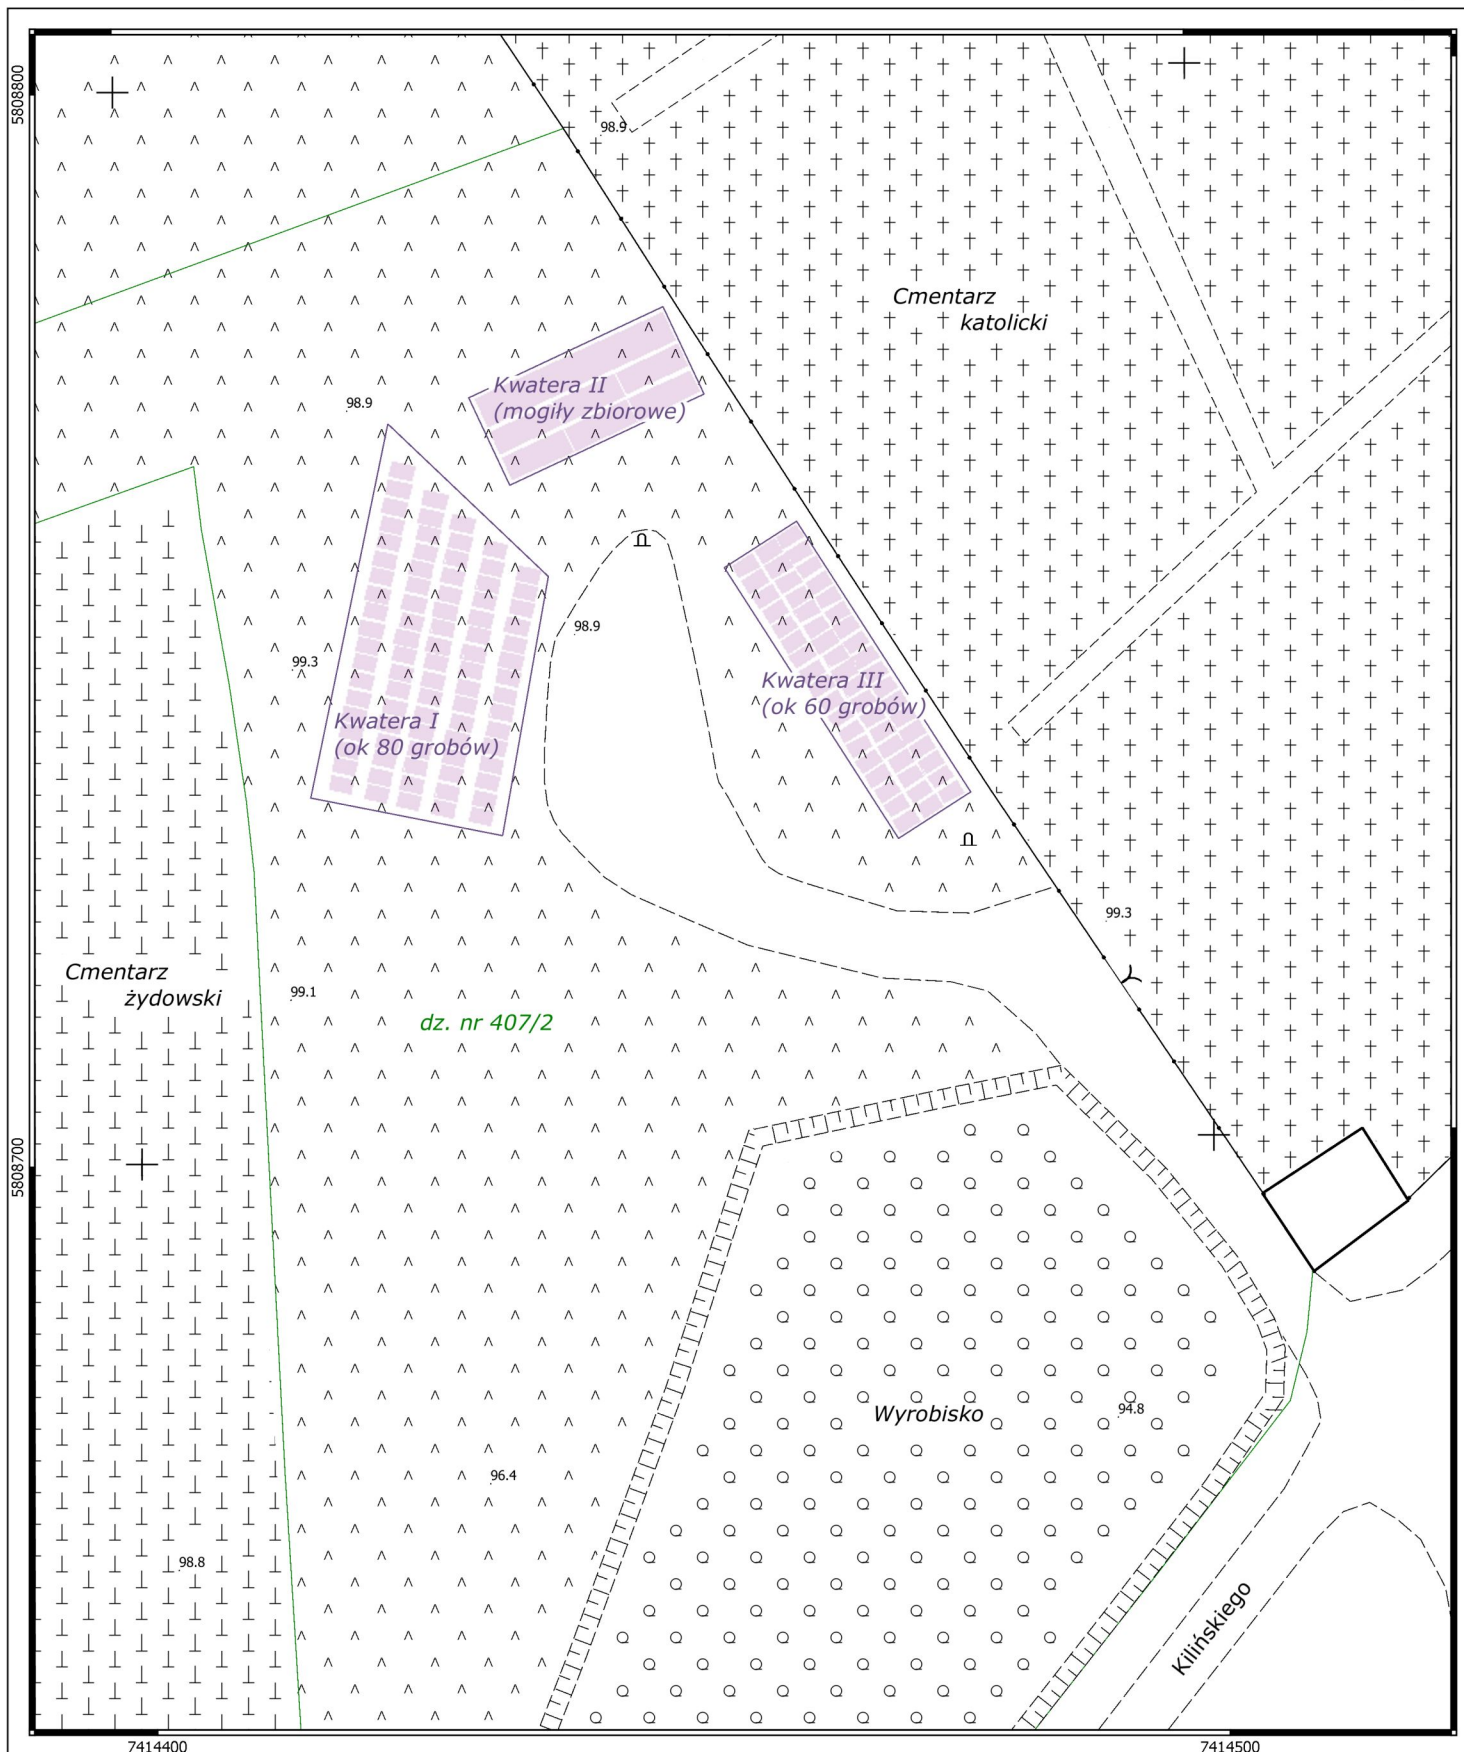 5808800
98.9
Cmentarz
katolicki
Kwatera II
(mogiły zbiorowe)
98.9
98.9
99.3
Kwatera III
(ok 60 grobów)
Kwatera I
(ok 80 grobów)
99.3
Cmentarz
żydowski
99.1
dz. nr 407/2
5808700
Wyrobisko
94.8
96.4
98.8
Kilińskiego
7414400
7414500